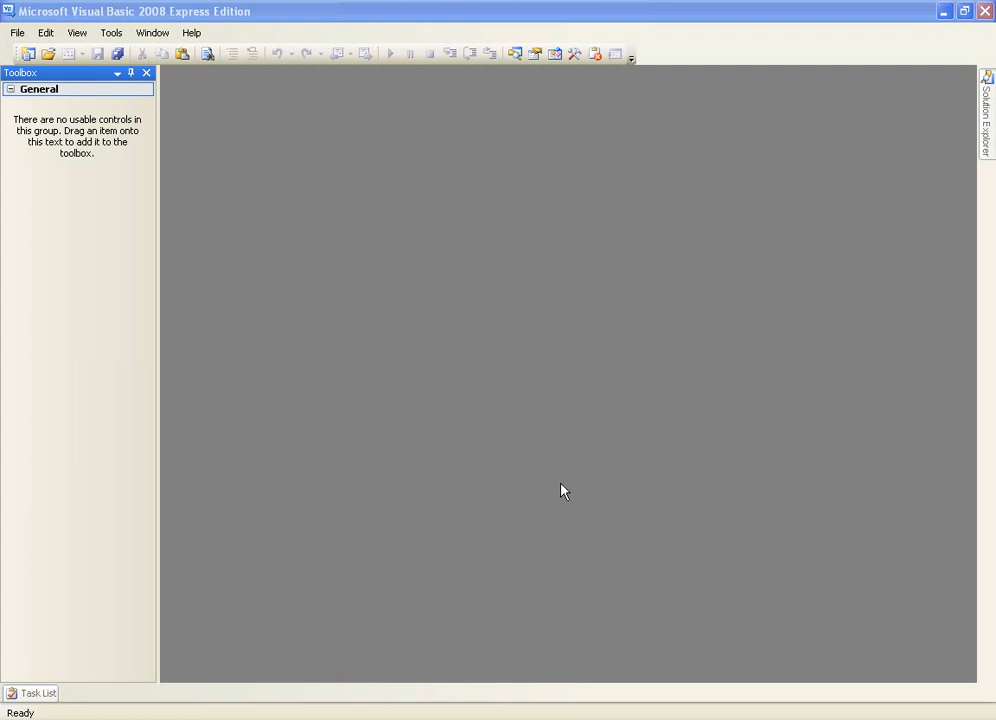 Microsoft Visual Basic 2008 Express Edition
File Edit View Tools Window Help
Toolbox
General
There are no usable controls in
this group. Drag an item onto
this text to add it to the
toolbox.
Solution Explorer
Task List
Ready